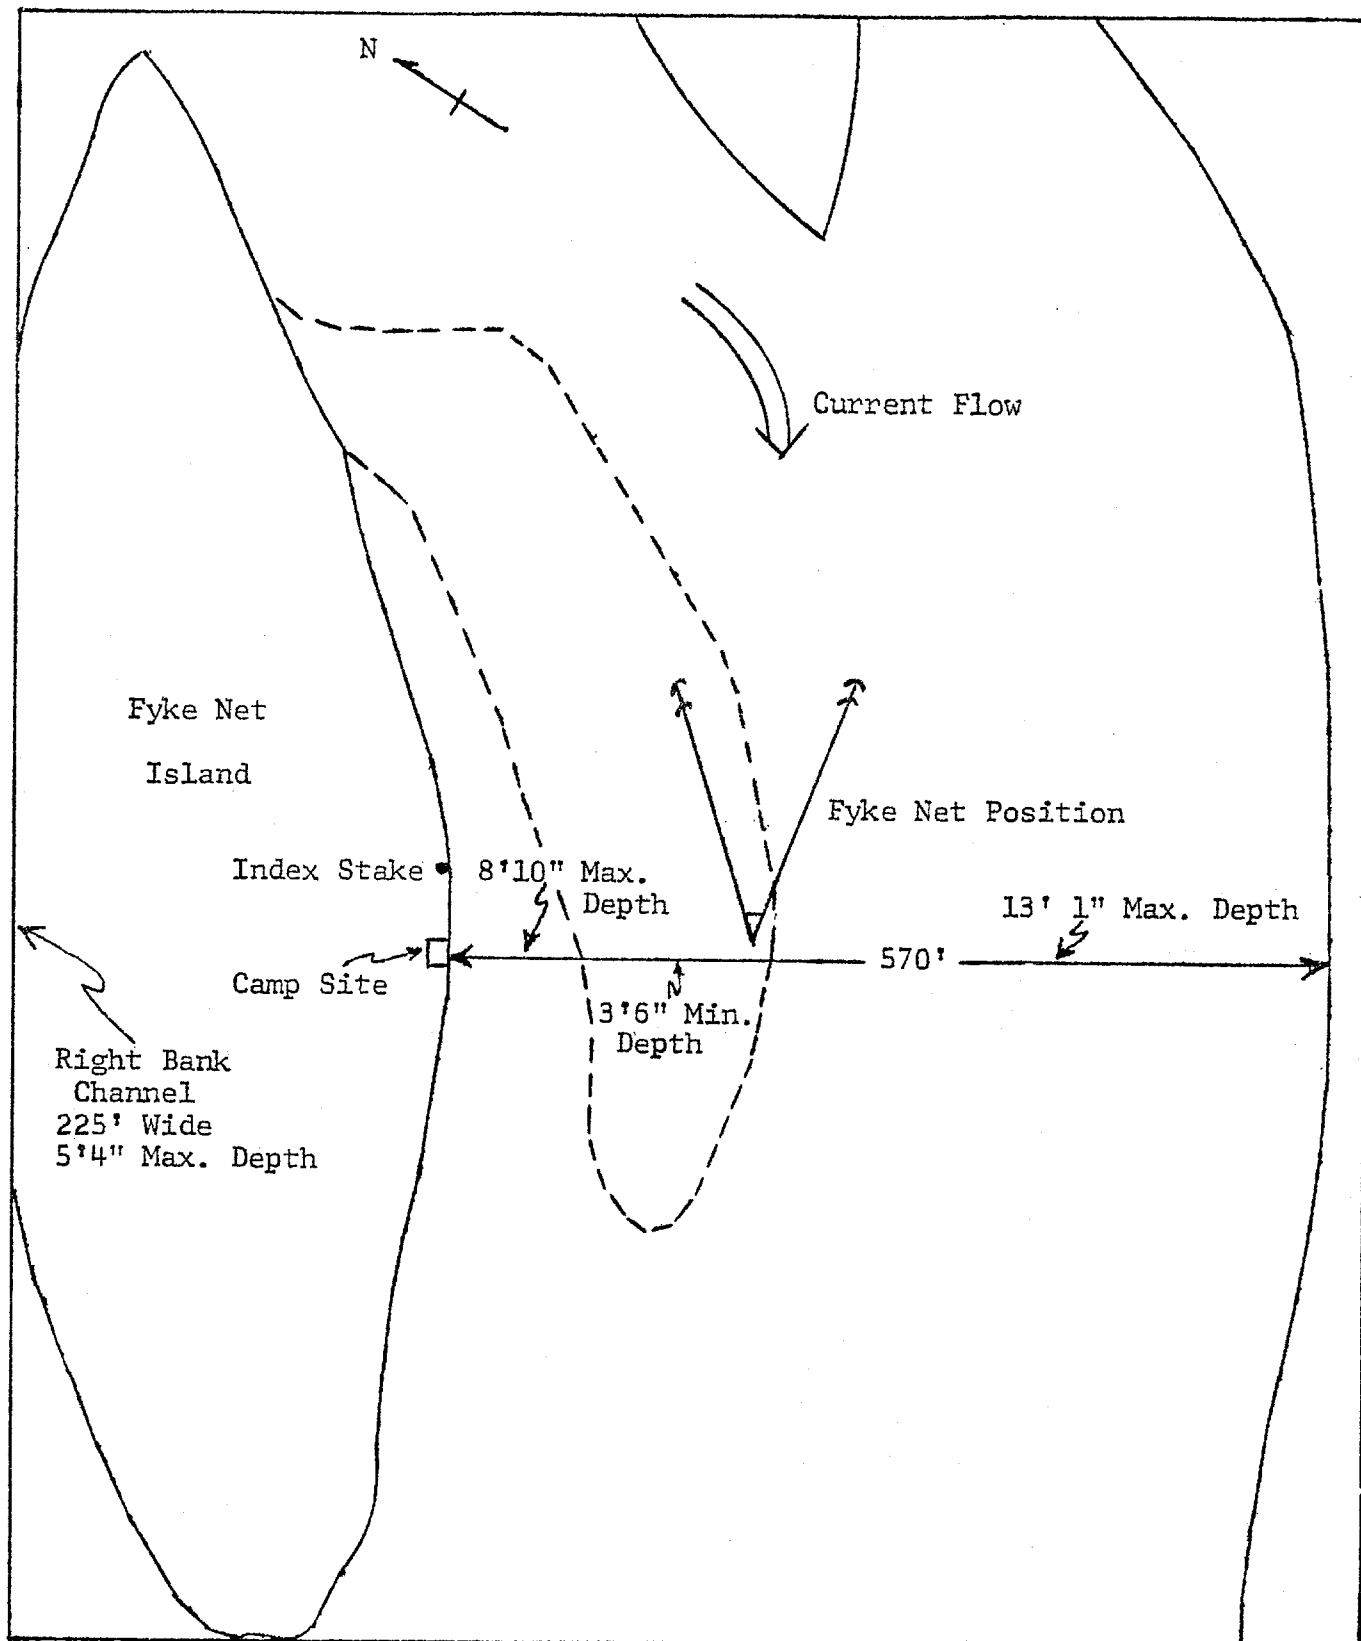 N
Current Flow
Fyke Net
Island
Fyke Net Position
Index Stake
8'10" Max.
Depth
13' 1" Max. Depth
570'
Camp Site
3'6" Min.
Depth
Right Bank
Channel
225' Wide
5'4" Max. Depth